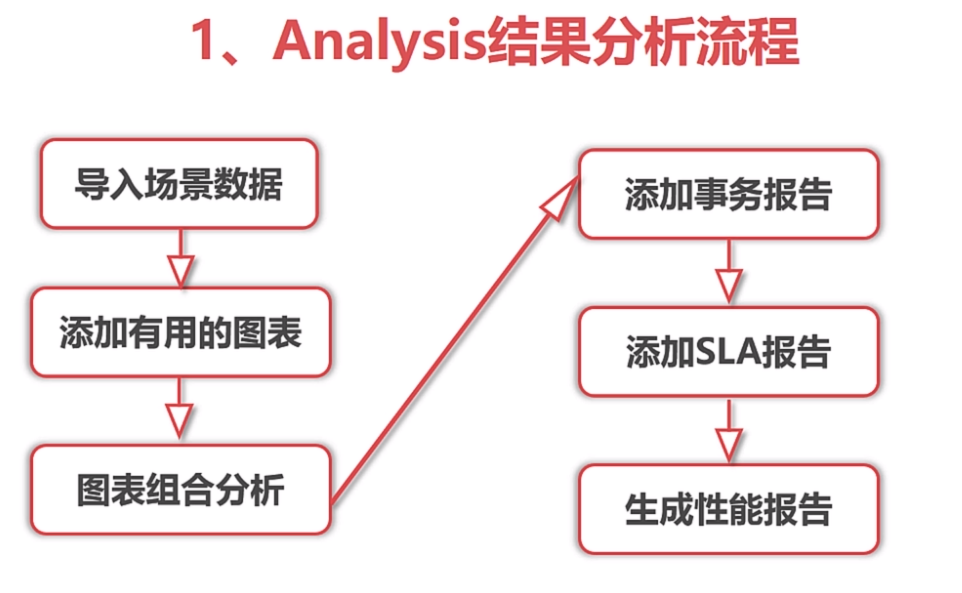 1、Analysis结果分析流程
导入场景数据
添加有用的图表
图表组合分析
添加事务报告
添加SLA报告
生成性能报告